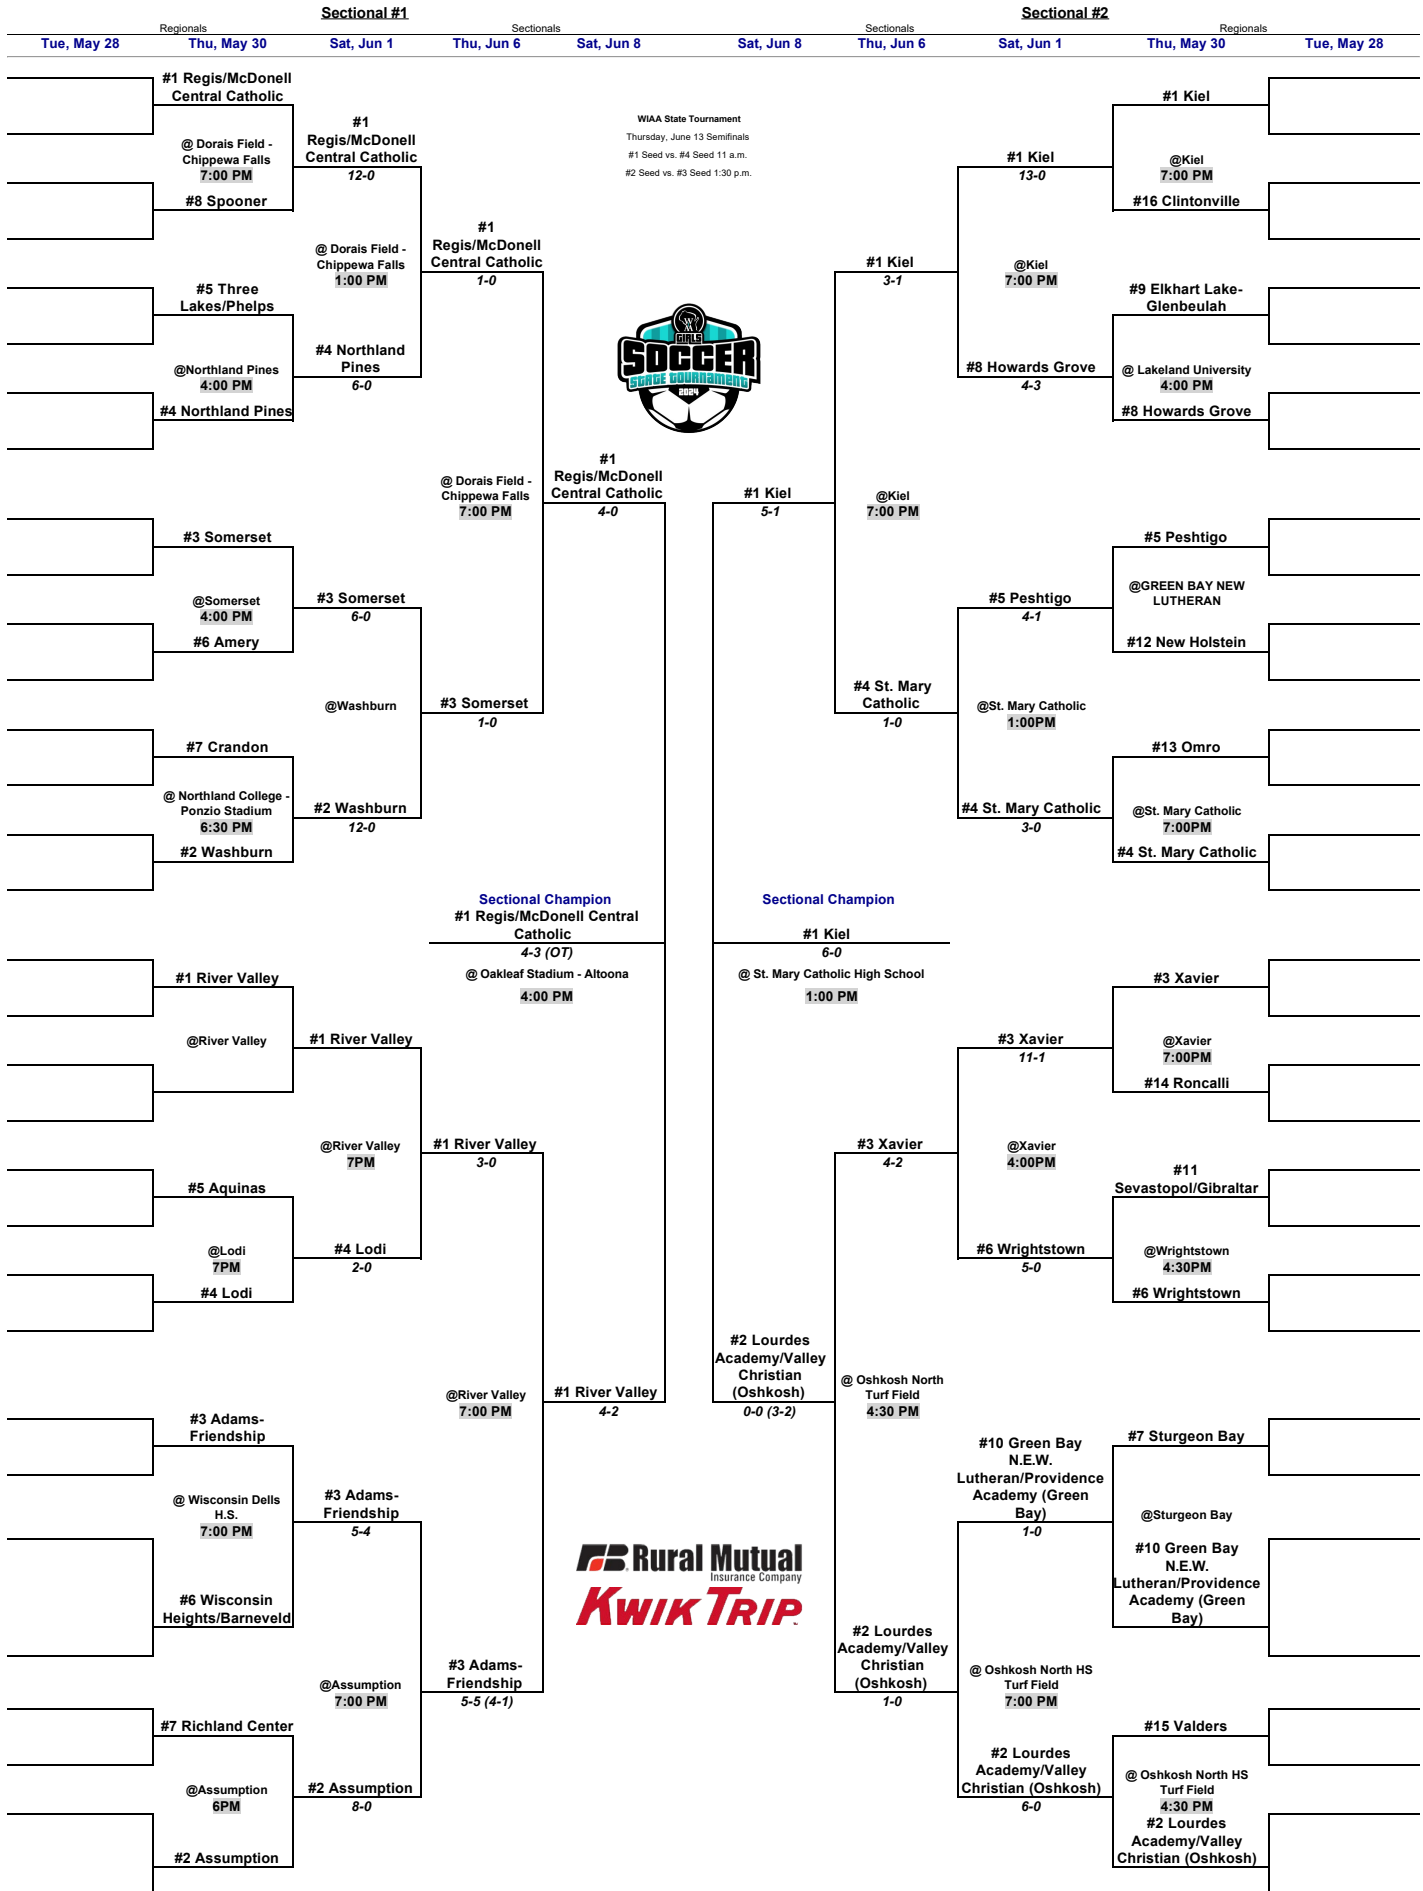 Sectional #1
Sectional #2
Regionals
Sectionals
Sectionals
Regionals
Tue, May 28
Thu, May 30
Sat, Jun 1
Thu, Jun 6
Sat, Jun 8
Sat, Jun 8
Thu, Jun 6
Sat, Jun 1
Thu, May 30
Tue, May 28
#1 Regis/McDonell
Central Catholic
@ Dorais Field -
Chippewa Falls
7:00 PM
#8 Spooner
#5 Three
Lakes/Phelps
@Northland Pines
4:00 PM
#4 Northland Pines
#3 Somerset
@Somerset
4:00 PM
#6 Amery
#7 Crandon
@ Northland College -
Ponzio Stadium
6:30 PM
#2 Washburn
#1 River Valley
@River Valley
#5 Aquinas
@Lodi
7PM
#4 Lodi
#3 Adams-
Friendship
@ Wisconsin Dells
H.S.
7:00 PM
#6 Wisconsin
Heights/Barneveld
#7 Richland Center
@Assumption
6PM
#2 Assumption
#1
Regis/McDonell
Central Catholic
12-0
@ Dorais Field -
Chippewa Falls
1:00 PM
#4 Northland
Pines
6-0
#3 Somerset
6-0
@Washburn
#2 Washburn
12-0
#1 River Valley
@River Valley
7PM
#4 Lodi
2-0
#3 Adams-
Friendship
5-4
@Assumption
7:00 PM
#2 Assumption
8-0
#1
Regis/McDonell
Central Catholic
1-0
@ Dorais Field -
Chippewa Falls
7:00 PM
#3 Somerset
1-0
#1 River Valley
3-0
@River Valley
7:00 PM
#3 Adams-
Friendship
5-5 (4-1)
#1
Regis/McDonell
Central Catholic
4-0
Sectional Champion
#1 Regis/McDonell Central
Catholic
4-3 (OT)
@ Oakleaf Stadium - Altoona
4:00 PM
#1 River Valley
4-2
WIAA State Tournament
Thursday, June 13 Semifinals
#1 Seed vs. #4 Seed 11 a.m.
#2 Seed vs. #3 Seed 1:30 p.m.
GIRLS
SOCCER
STATE TOURNAMENT
2024
Rural Mutual
Insurance Company
KWIK TRIP
#1 Kiel
5-1
Sectional Champion
#1 Kiel
6-0
@ St. Mary Catholic High School
1:00 PM
#2 Lourdes
Academy/Valley
Christian
(Oshkosh)
0-0 (3-2)
#1 Kiel
3-1
@Kiel
7:00 PM
#4 St. Mary
Catholic
1-0
#3 Xavier
4-2
@ Oshkosh North
Turf Field
4:30 PM
#2 Lourdes
Academy/Valley
Christian
(Oshkosh)
1-0
#1 Kiel
13-0
@Kiel
7:00 PM
#8 Howards Grove
4-3
#5 Peshtigo
4-1
@St. Mary Catholic
1:00PM
#4 St. Mary Catholic
3-0
#3 Xavier
11-1
@Xavier
4:00PM
#6 Wrightstown
5-0
#10 Green Bay
N.E.W.
Lutheran/Providence
Academy (Green
Bay)
1-0
@ Oshkosh North HS
Turf Field
7:00 PM
#2 Lourdes
Academy/Valley
Christian (Oshkosh)
6-0
#1 Kiel
@Kiel
7:00 PM
#16 Clintonville
#9 Elkhart Lake-
Glenbeulah
@ Lakeland University
4:00 PM
#8 Howards Grove
#5 Peshtigo
@GREEN BAY NEW
LUTHERAN
#12 New Holstein
#13 Omro
@St. Mary Catholic
7:00PM
#4 St. Mary Catholic
#3 Xavier
@Xavier
7:00PM
#14 Roncalli
#11
Sevastopol/Gibraltar
@Wrightstown
4:30PM
#6 Wrightstown
#7 Sturgeon Bay
@Sturgeon Bay
#10 Green Bay
N.E.W.
Lutheran/Providence
Academy (Green
Bay)
#15 Valders
@ Oshkosh North HS
Turf Field
4:30 PM
#2 Lourdes
Academy/Valley
Christian (Oshkosh)